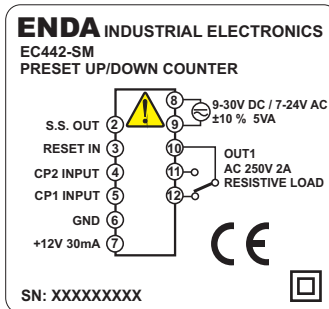 ENDA INDUSTRIAL ELECTRONICS
EC442-SM
PRESET UP/DOWN COUNTER
8
9
9-30V DC / 7-24V AC
±10 % 5VA
S.S. OUT 2
RESET IN 3
CP2 INPUT 4
CP1 INPUT 5
GND 6
+12V 30mA 7
10
11
12
OUT1
AC 250V 2A
RESISTIVE LOAD
CE
SN: XXXXXXXXX